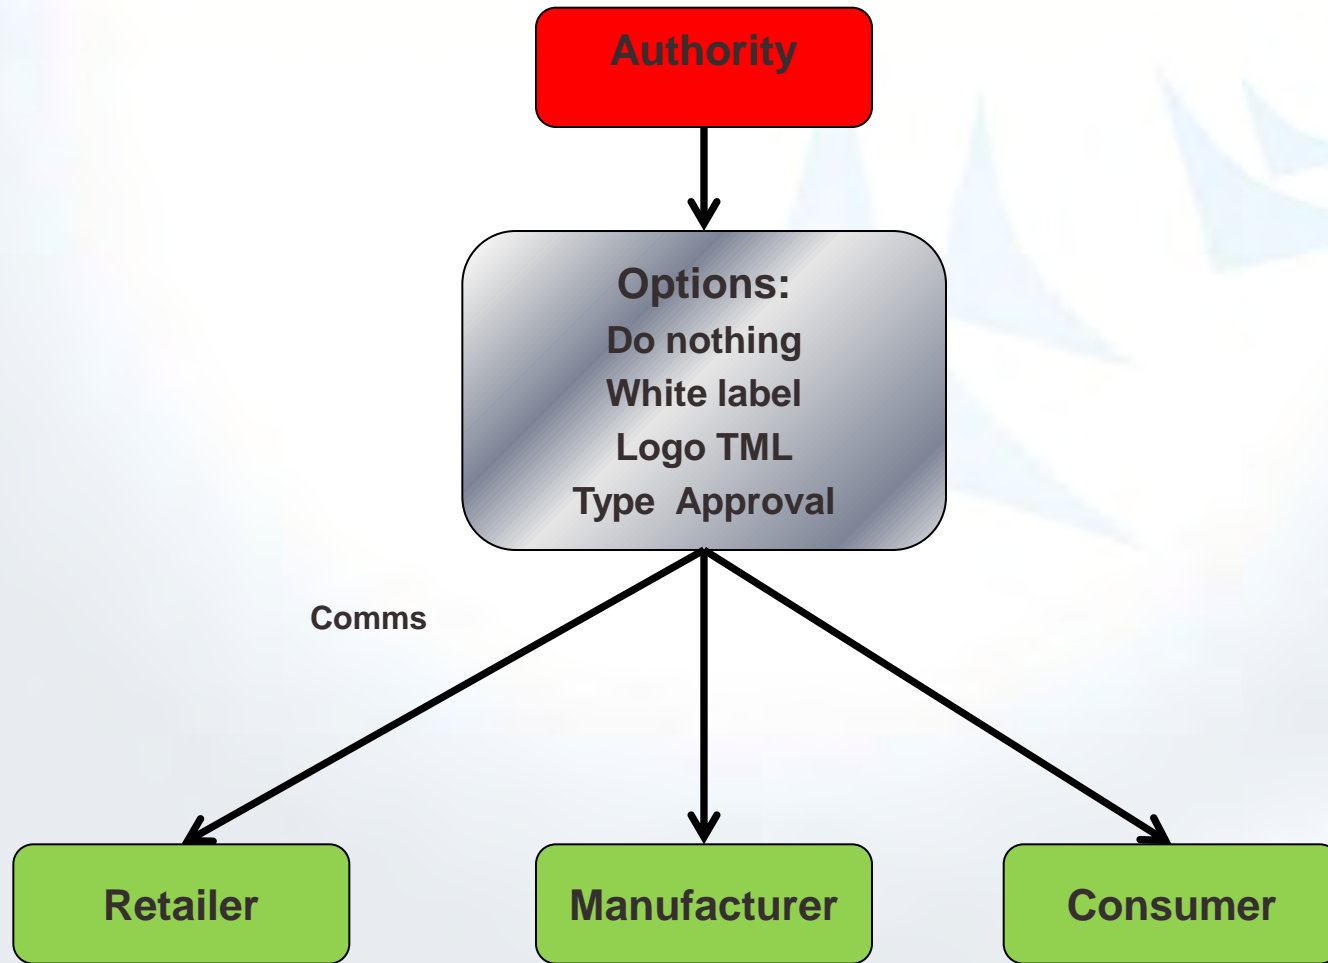 Authority
Options:
Do nothing
White label
Logo TML
Type  Approval
Comms
Retailer
Manufacturer
Consumer